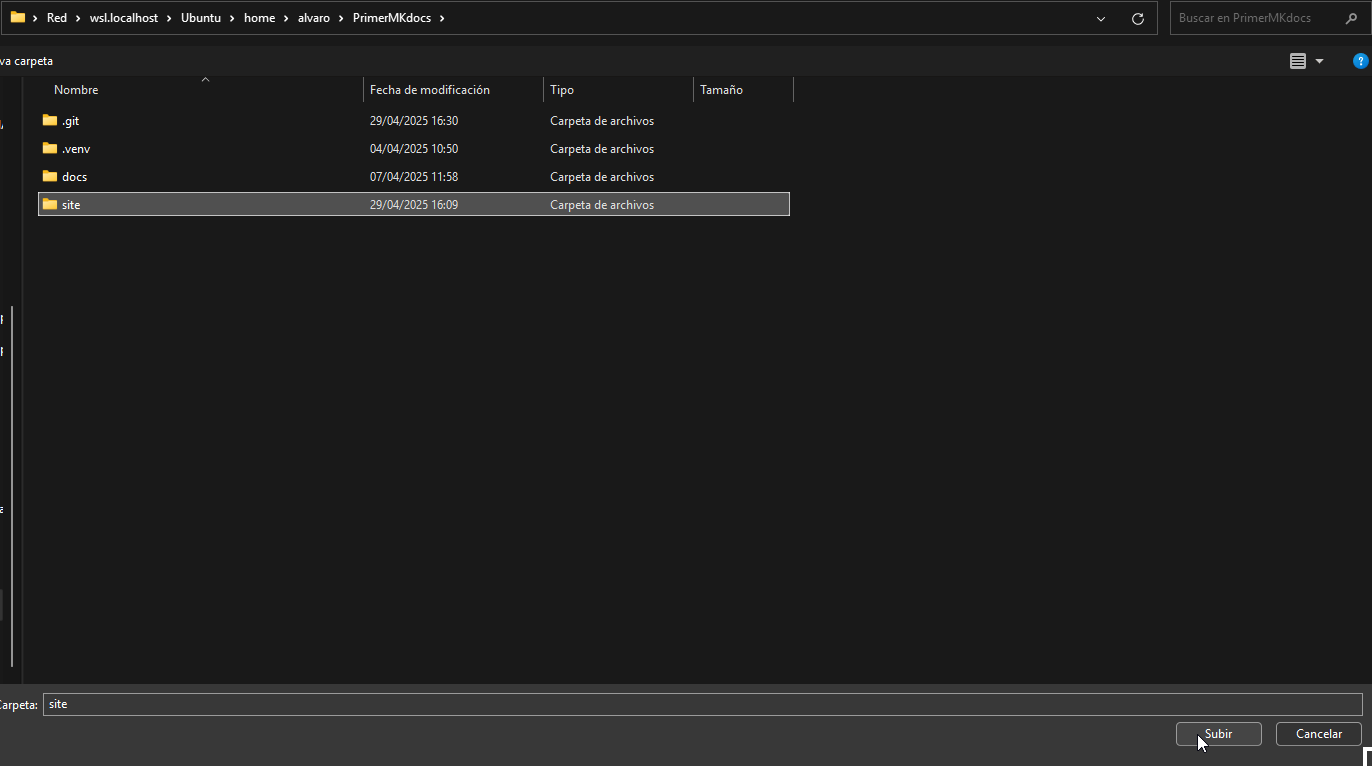 Red › wsl.localhost › Ubuntu › home › alvaro › PrimerMKdocs ›
Buscar en PrimerMKdocs
va carpeta
Nombre Fecha de modificación Tipo Tamaño
.git 29/04/2025 16:30 Carpeta de archivos
.venv 04/04/2025 10:50 Carpeta de archivos
docs 07/04/2025 11:58 Carpeta de archivos
site 29/04/2025 16:09 Carpeta de archivos
arpeta: site
Subir Cancelar